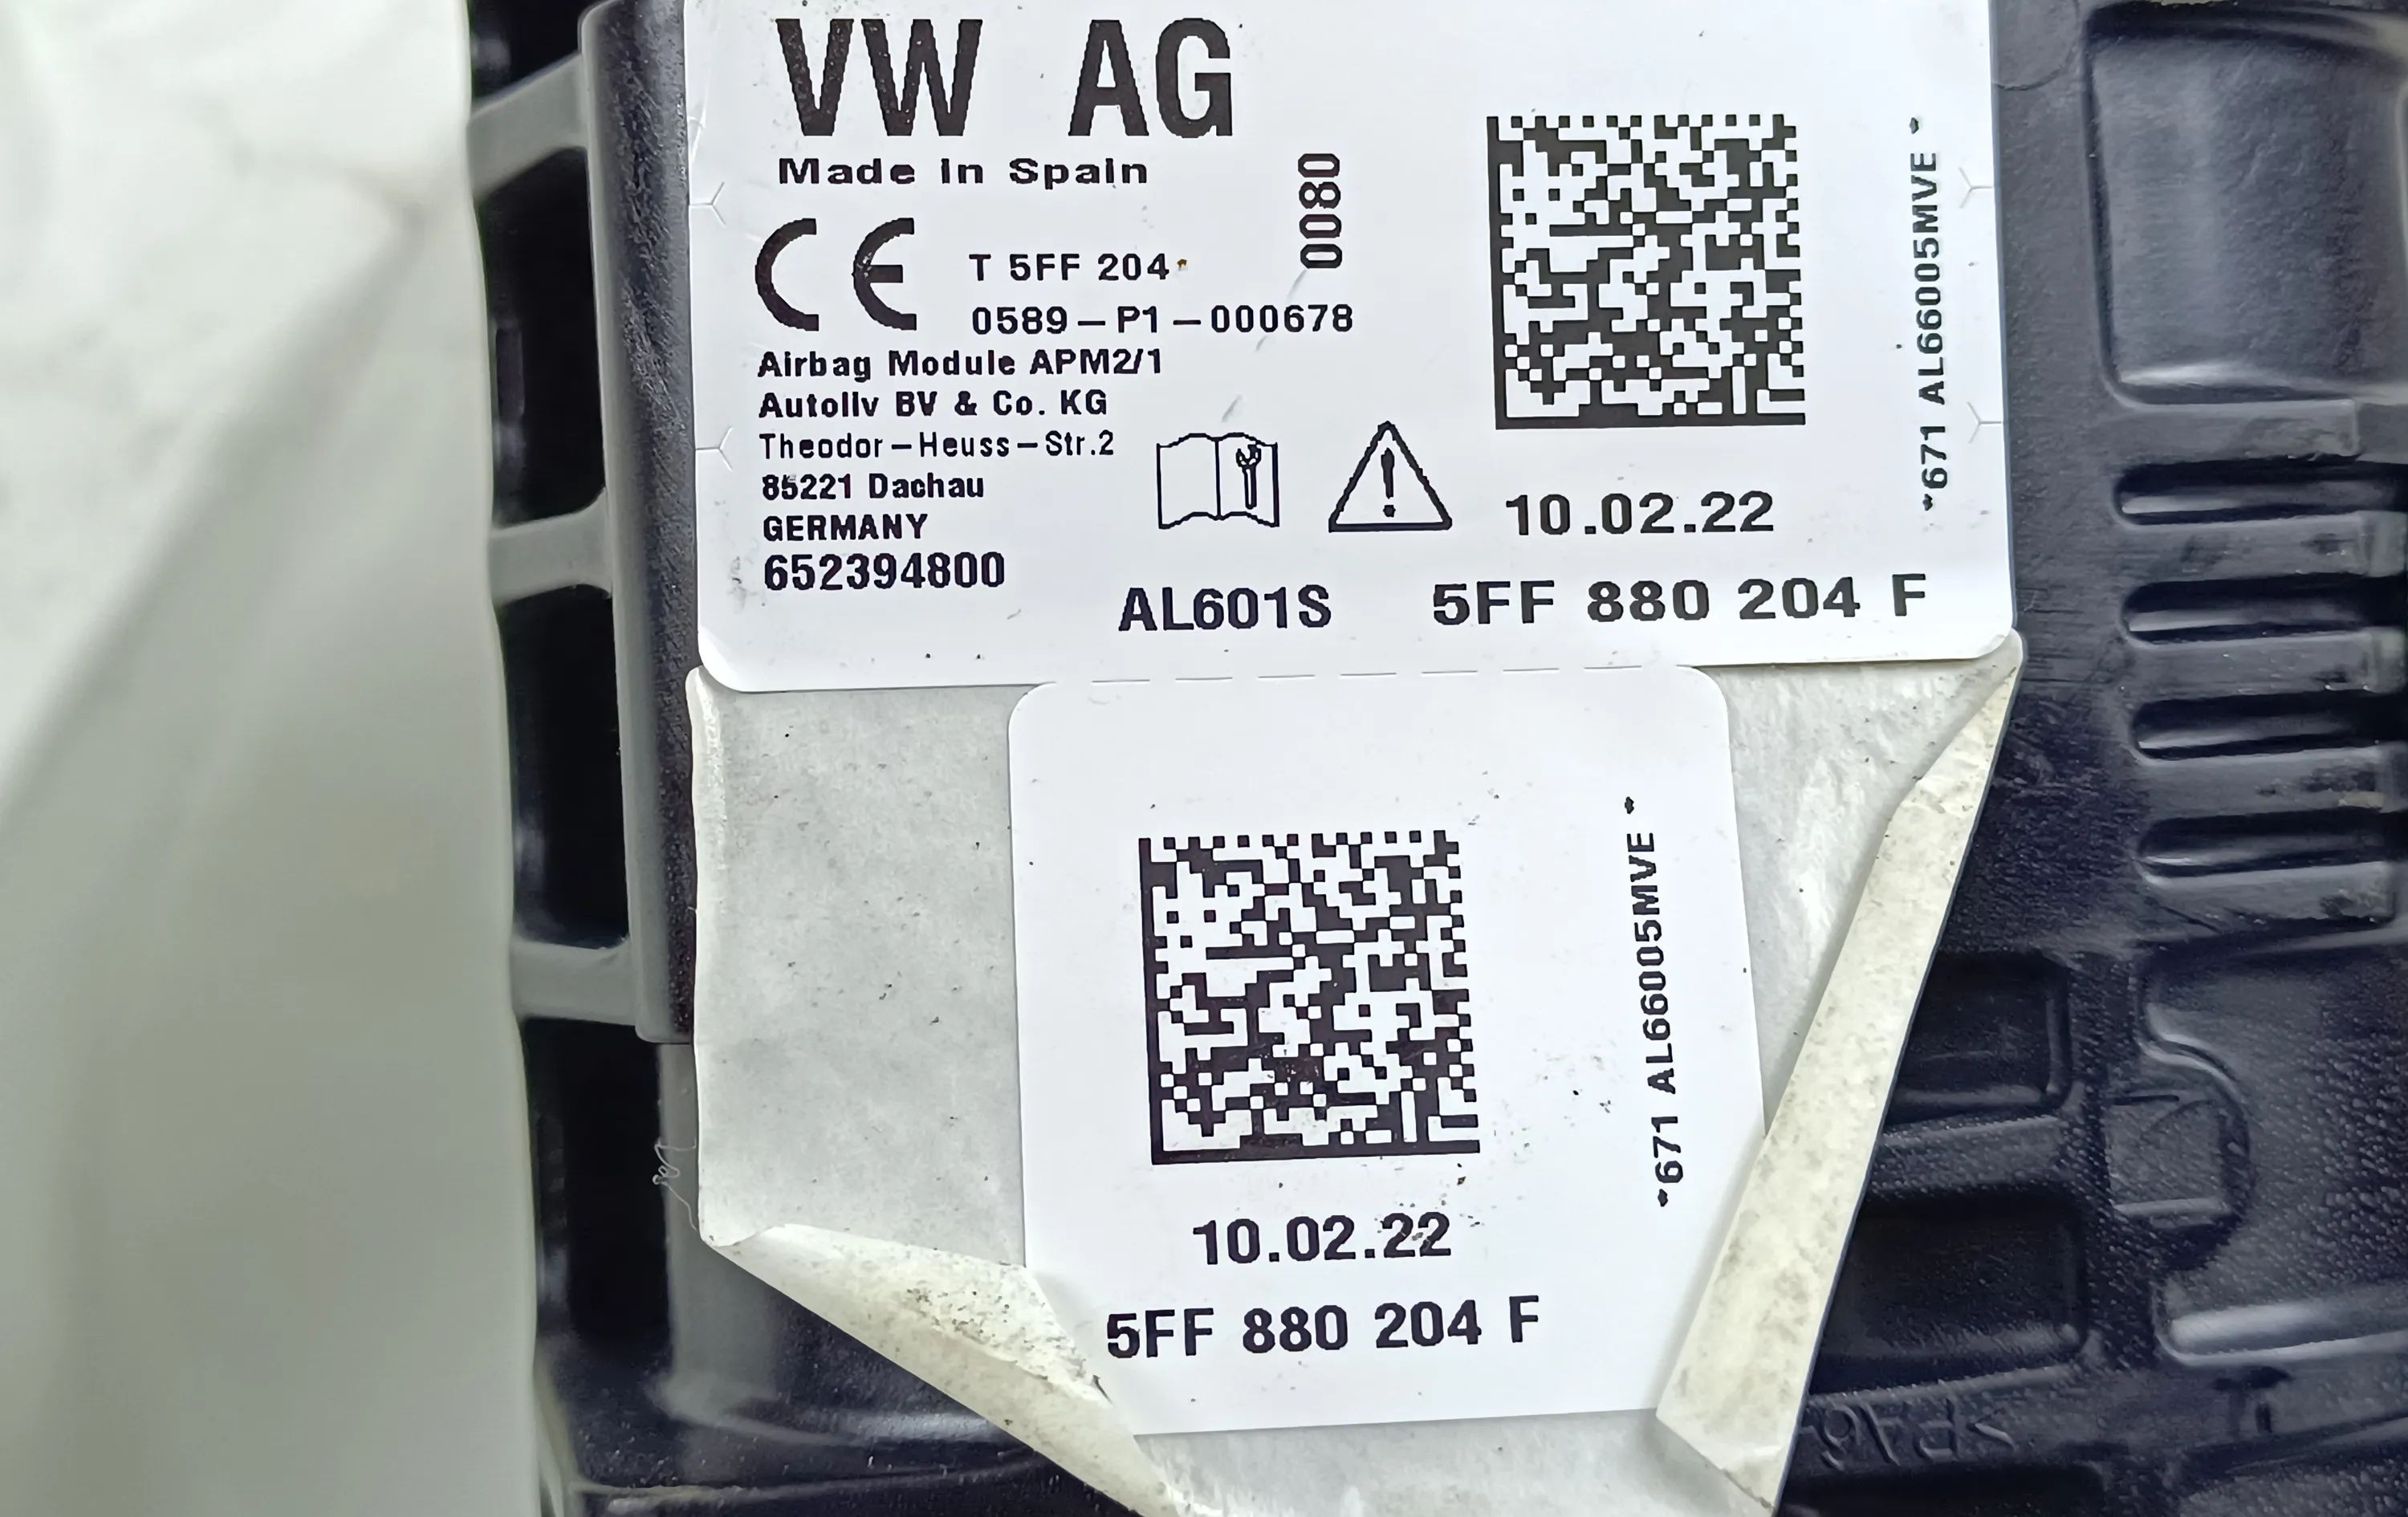 VW AG
Made in Spain
0080
T 5FF 204
0589-P1-000678
Airbag Module APM2/1
Autoliv BV & Co. KG
Theodor-Heuss-Str.2
85221 Dachau
GERMANY
652394800
10.02.22
AL601S
5FF 880 204 F
*671 AL66005MVE *
*671 AL66005MVE *
10.02.22
5FF 880 204 F